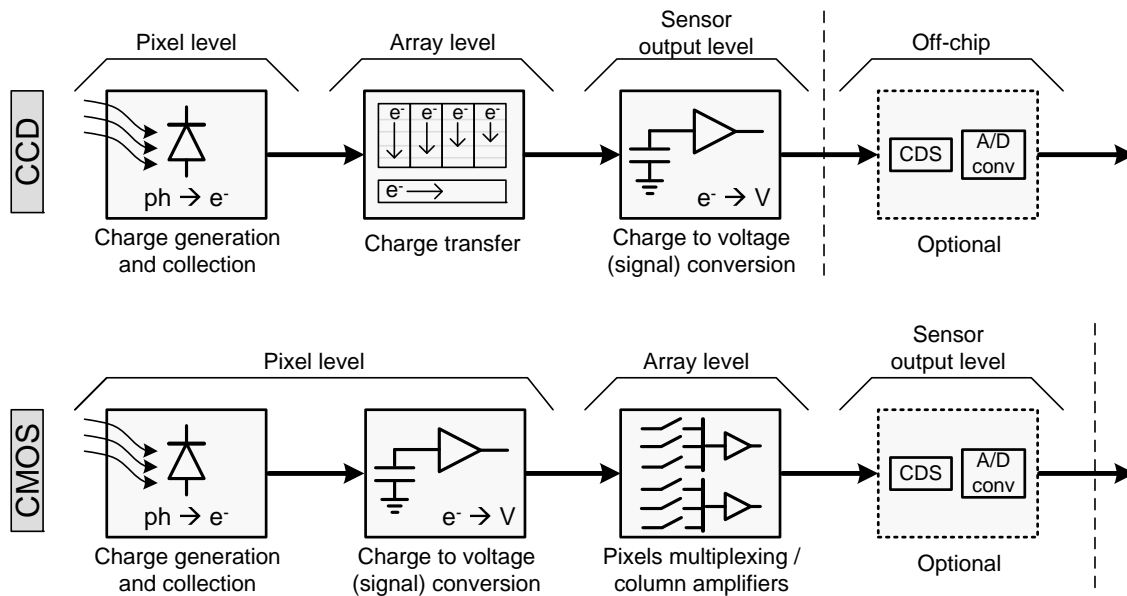 Pixel level
Array level
Sensor
output level
Off-chip
CCD
ph → e-
e- e- e- e-
e-
e- → V
CDS
A/D
conv
Charge generation
and collection
Charge transfer
Charge to voltage
(signal) conversion
Optional
Pixel level
Array level
Sensor
output level
CMOS
ph → e-
e- → V
CDS
A/D
conv
Charge generation
and collection
Charge to voltage
(signal) conversion
Pixels multiplexing /
column amplifiers
Optional